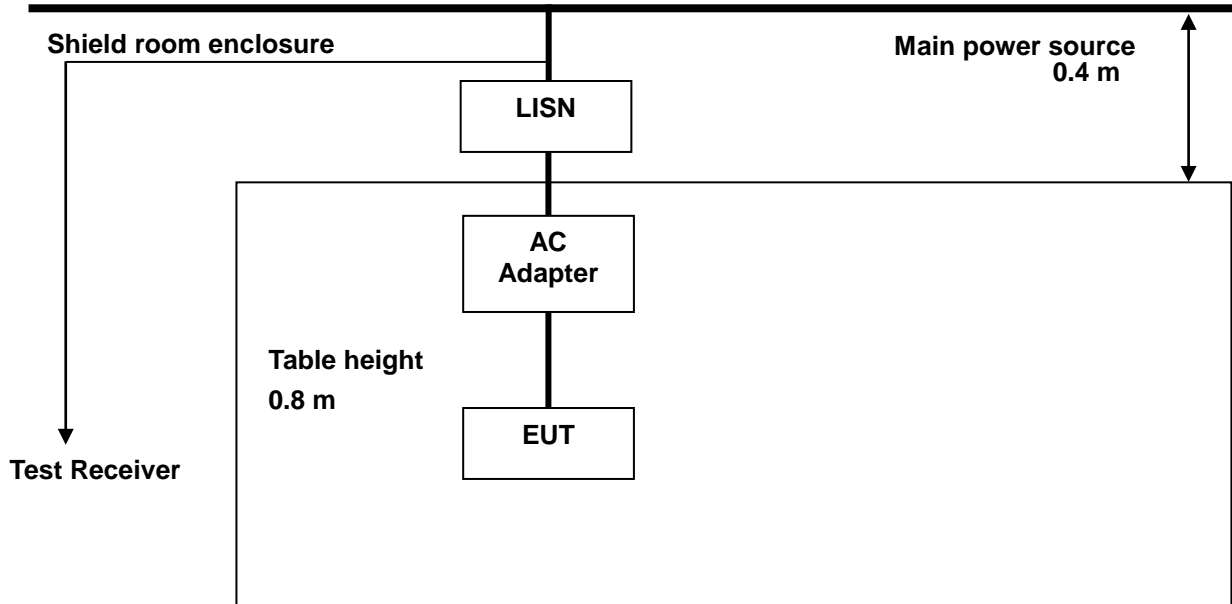 Shield room enclosure
Main power source
0.4 m
LISN
AC
Adapter
Table height
0.8 m
EUT
Test Receiver